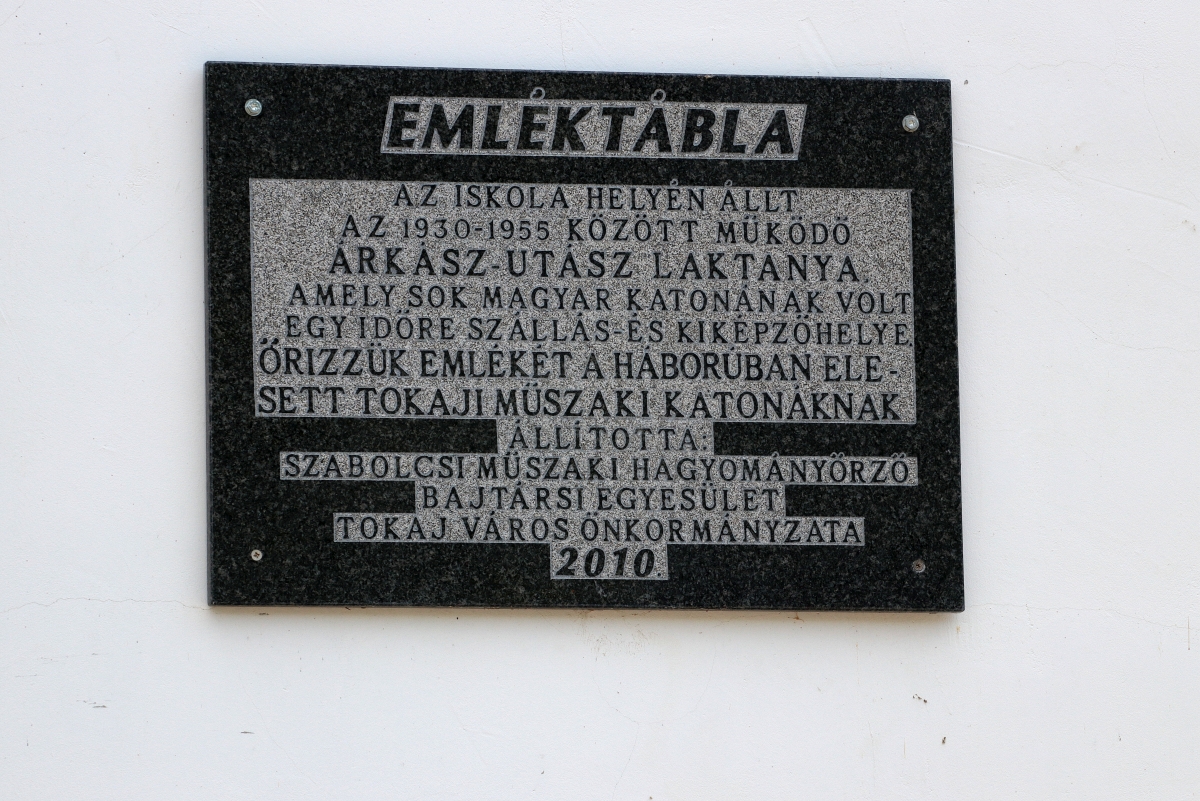 EMLÉKTÁBLA
AZ ISKOLA HELYÉN ÁLLT
AZ 1930-1955 KÖZÖTT MŰKÖDŐ
ÁRKÁSZ-UTÁSZ LAKTANYA
AMELY SOK MAGYAR KATONÁNAK VOLT
EGY IDŐRE SZÁLLÁS-ÉS KIKÉPZŐHELYE.
ŐRIZZÜK EMLÉKÉT A HÁBORÚBAN ELE-
SETT TOKAJI MŰSZAKI KATONÁKNAK
ÁLLÍTOTTA:
SZABOLCSI MŰSZAKI HAGYOMÁNYŐRZŐ
BAJTÁRSI EGYESÜLET
TOKAJ VÁROS ÖNKORMÁNYZATA
2010